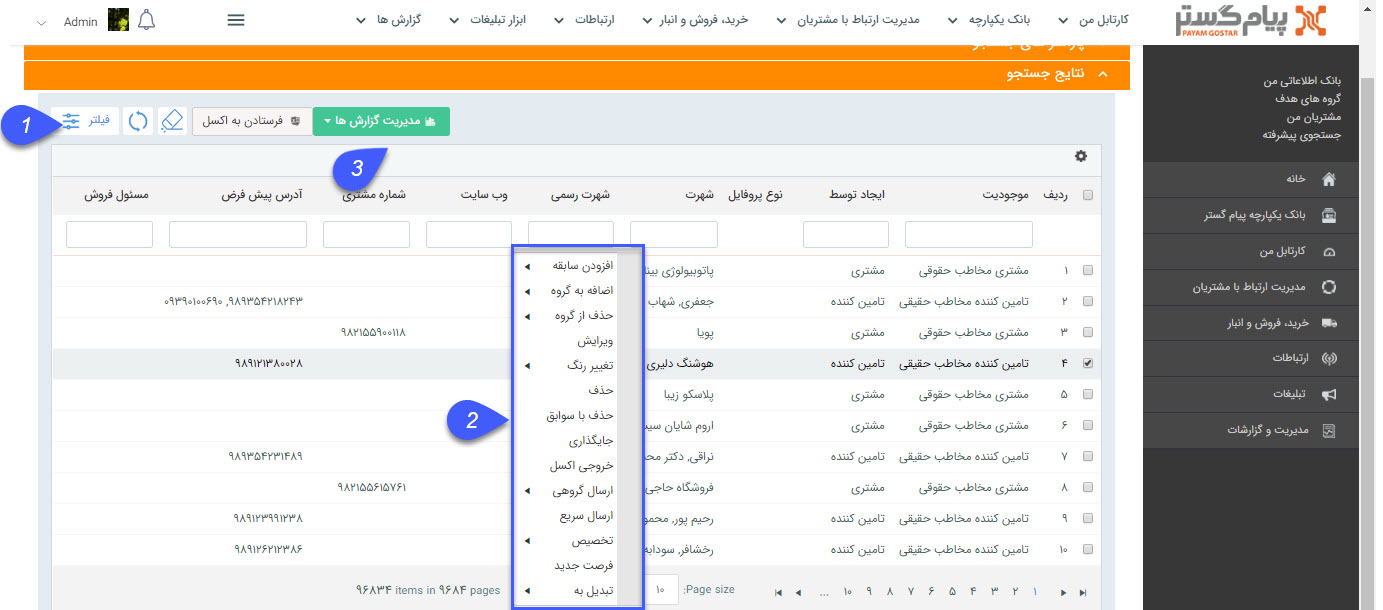 پیام گستر
PAYAM GOSTAR
کارتابل من
بانک یکپارچه
مدیریت ارتباط با مشتریان
خرید، فروش و انبار
ارتباطات
ابزار تبلیغات
گزارش ها
Admin
بانک اطلاعاتی من
گروه های هدف
مشتریان من
جستجوی پیشرفته
خانه
بانک یکپارچه پیام گستر
کارتابل من
مدیریت ارتباط با مشتریان
خرید، فروش و انبار
ارتباطات
تبلیغات
مدیریت و گزارشات
نتایج جستجو
مدیریت گزارش ها فرستادن به اکسل فیلتر
1
3
ردیف موجودیت ایجاد توسط نوع پروفایل شهرت شهرت رسمی وب سایت شماره مشتری آدرس پیش فرض مسئول فروش
۱ مشتری مخاطب حقوقی مشتری پاتوبیولوژی بینا
۲ تامین کننده مخاطب حقیقی تامین کننده جعفری, شهاب ۹۸۹۳۵۴۲۱۸۲۴۳, ۰۹۳۹۰۱۰۰۶۹۰
۳ مشتری مخاطب حقوقی مشتری پویا ۹۸۲۱۵۵۹۰۰۱۱۸
۴ تامین کننده مخاطب حقیقی تامین کننده هوشنگ دلیری ۹۸۹۱۲۱۳۸۰۰۲۸
۵ مشتری مخاطب حقوقی مشتری پلاسکو زیبا
۶ مشتری مخاطب حقوقی مشتری اروم شایان سیس
۷ تامین کننده مخاطب حقیقی تامین کننده نراقی, دکتر مح ۹۸۹۳۵۴۲۳۱۴۸۹
۸ مشتری مخاطب حقوقی مشتری فروشگاه حاجی ۹۸۲۱۵۵۶۱۵۷۶۱
۹ تامین کننده مخاطب حقیقی تامین کننده رحیم پور, محمو ۹۸۹۱۲۳۹۹۱۲۳۸
۱۰ تامین کننده مخاطب حقیقی تامین کننده رخشافر, سودابه ۹۸۹۱۲۶۲۱۲۳۸۶
2
افزودن سابقه
اضافه به گروه
حذف از گروه
ویرایش
تغییر رنگ
حذف
حذف با سوابق
جایگذاری
خروجی اکسل
ارسال گروهی
ارسال سریع
تخصیص
فرصت جدید
تبدیل به
۱ ۲ ۳ ۴ ۵ ۶ ۷ ۸ ۹ ۱۰ ... Page size: ۱۰ ۹۶۸۳۴ items in ۹۶۸۴ pages